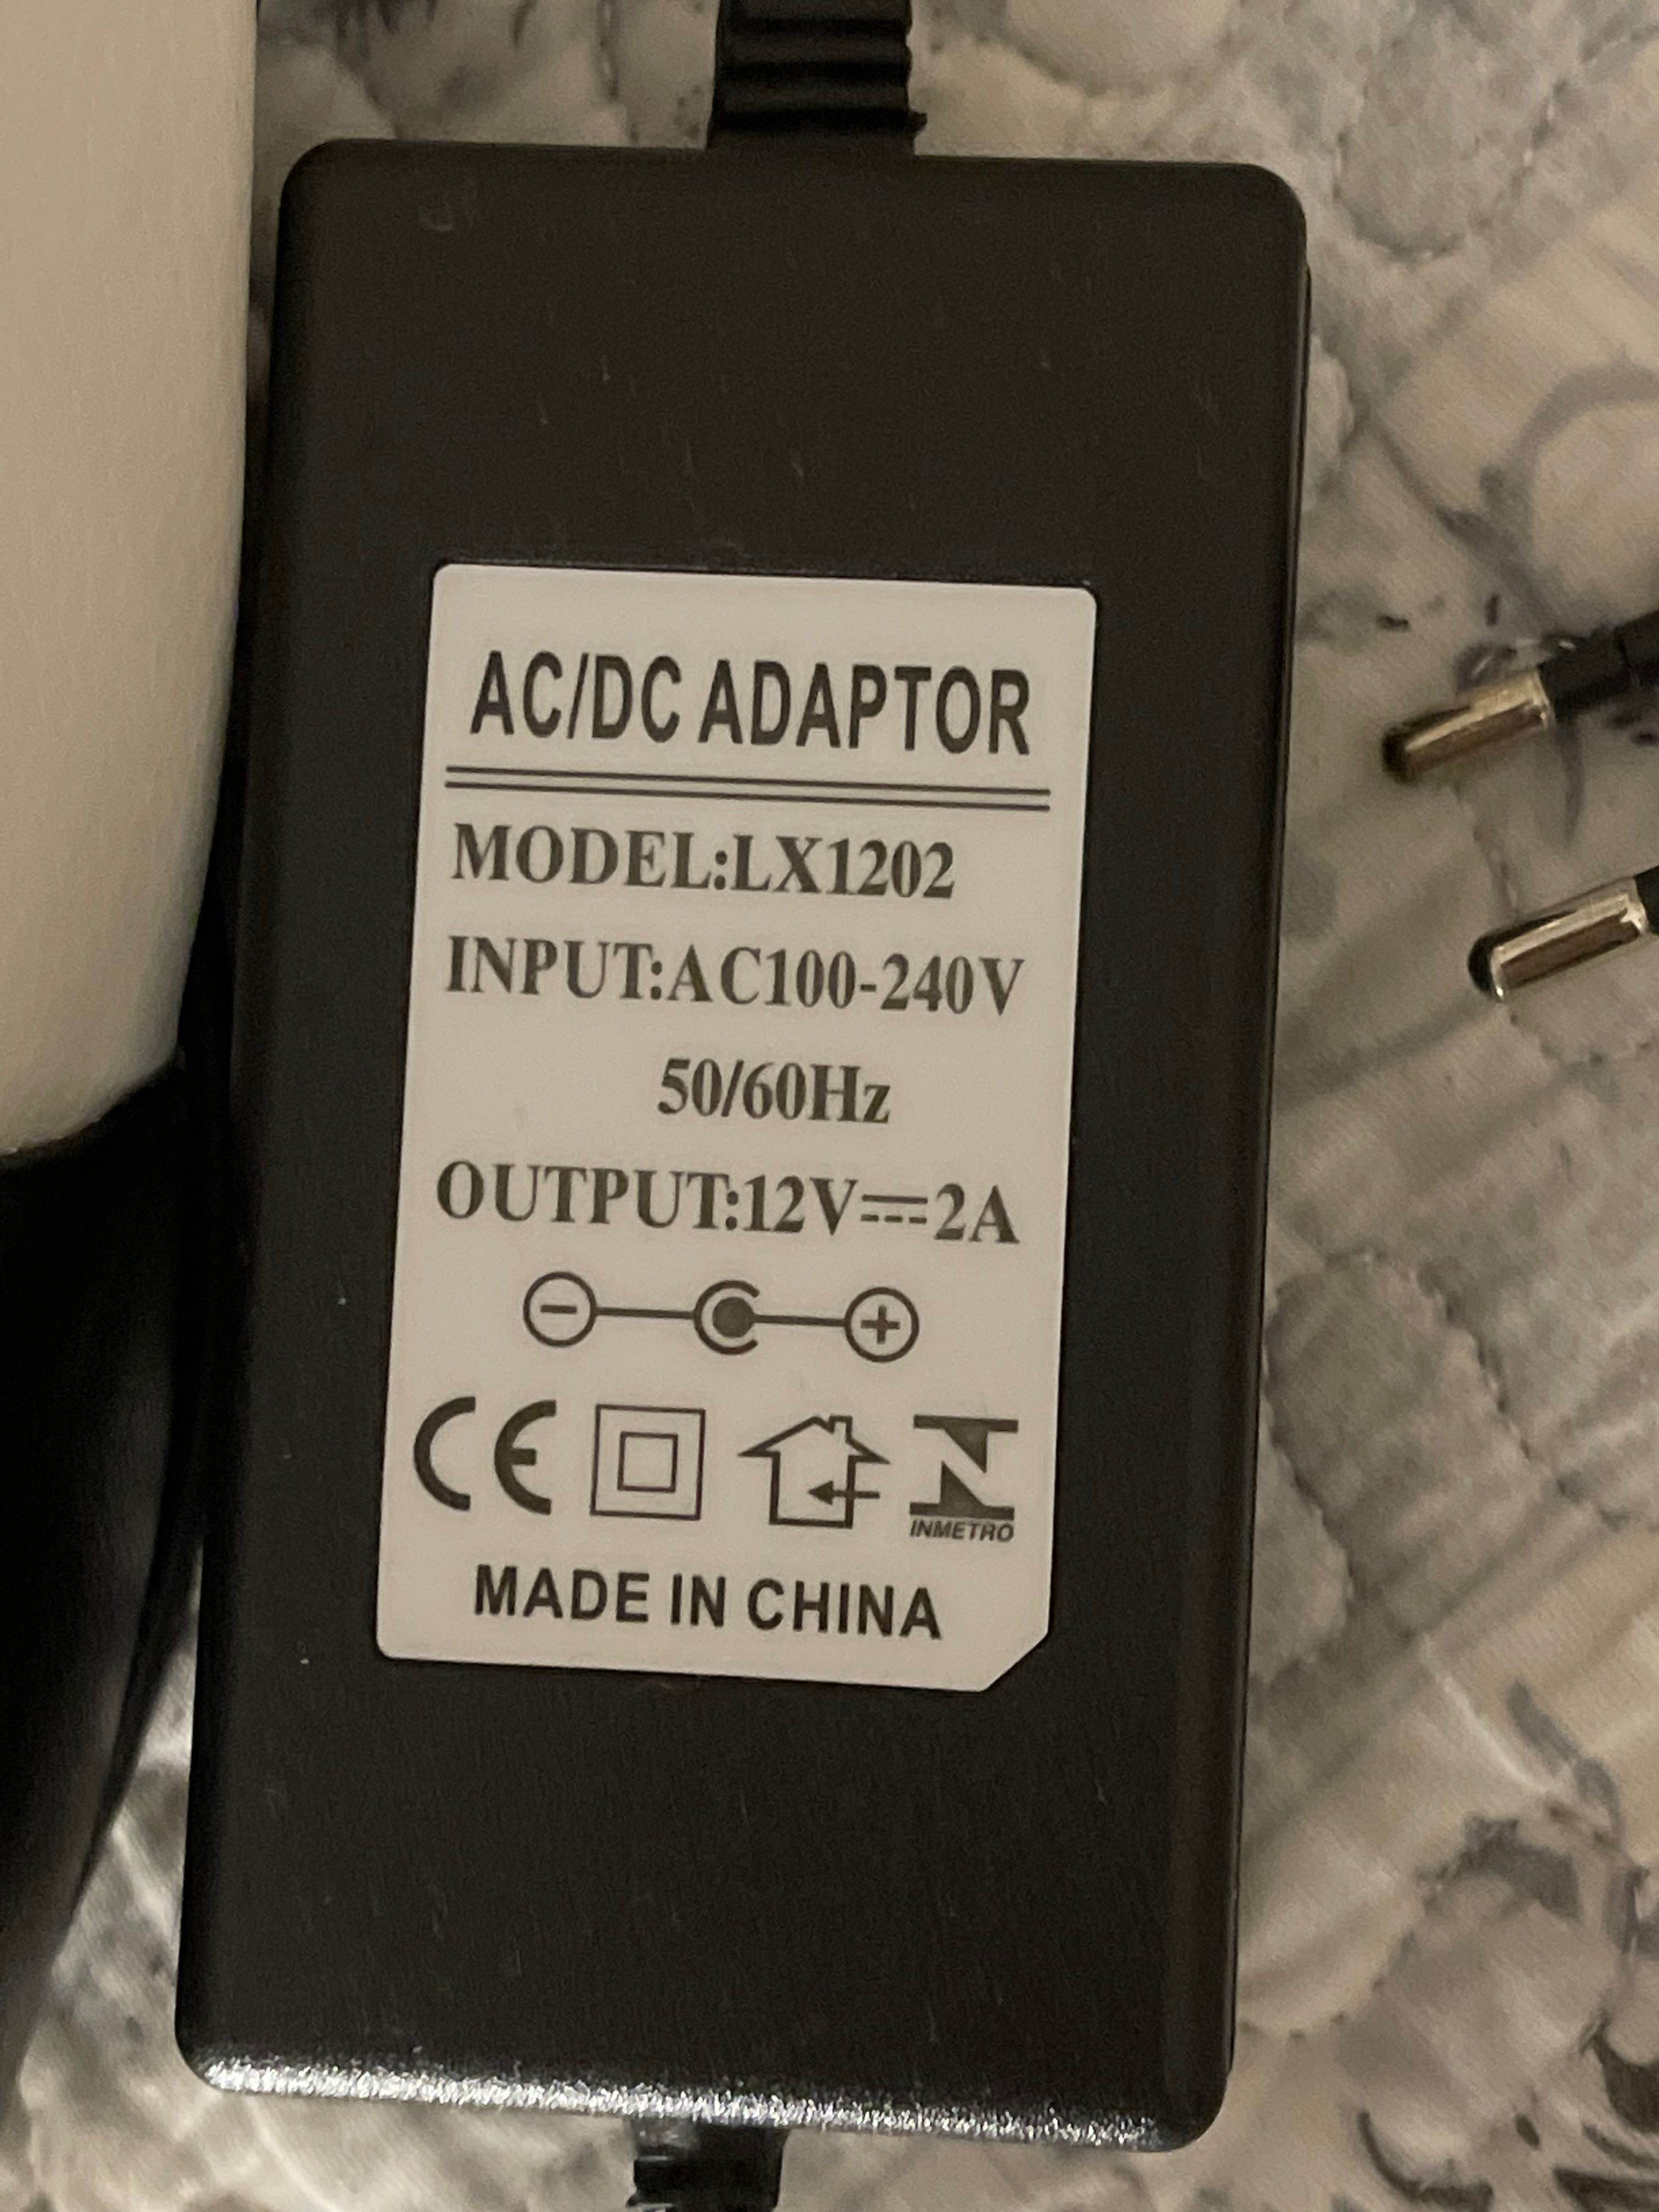 AC/DC ADAPTOR
MODEL:LX1202
INPUT:AC100-240V
50/60Hz
OUTPUT:12V⎓2A
CE
INMETRO
MADE IN CHINA